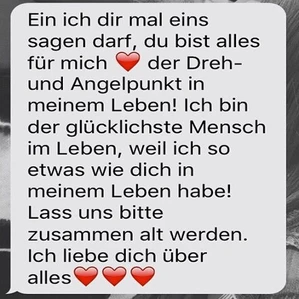 Ein ich dir mal eins
sagen darf, du bist alles
für mich ❤️ der Dreh-
und Angelpunkt in
meinem Leben! Ich bin
der glücklichste Mensch
im Leben, weil ich so
etwas wie dich in
meinem Leben habe!
Lass uns bitte
zusammen alt werden.
Ich liebe dich über
alles❤️❤️❤️